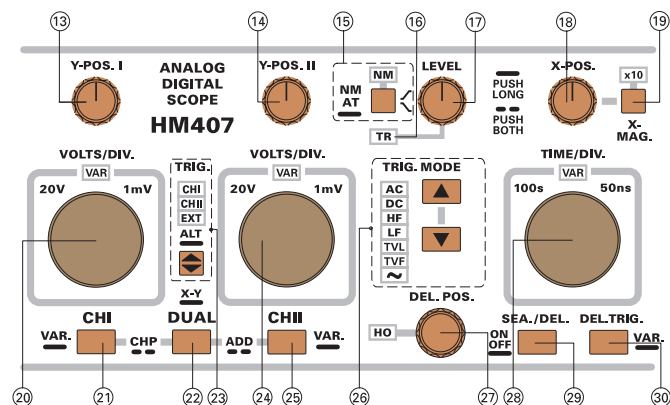 13 14 15 16 17 18 19
Y-POS. I
ANALOG
DIGITAL
SCOPE
HM407
Y-POS. II
NM
AT
NM
LEVEL
TR
PUSH
LONG
PUSH
BOTH
X-POS.
x10
X-
MAG.
VOLTS/DIV.
VAR
20V 1mV
TRIG.
CHI
CHII
EXT
ALT
VOLTS/DIV.
VAR
20V 1mV
TRIG. MODE
AC
DC
HF
LF
TVL
TVF
~
TIME/DIV.
VAR
100s 50ns
X-Y
DEL. POS.
HO
VAR.
CHI
CHP
DUAL
ADD
CHII
VAR.
ON
OFF
SEA./DEL.
DEL.TRIG.
VAR.
20 21 22 23 24 25 26 27 28 29 30